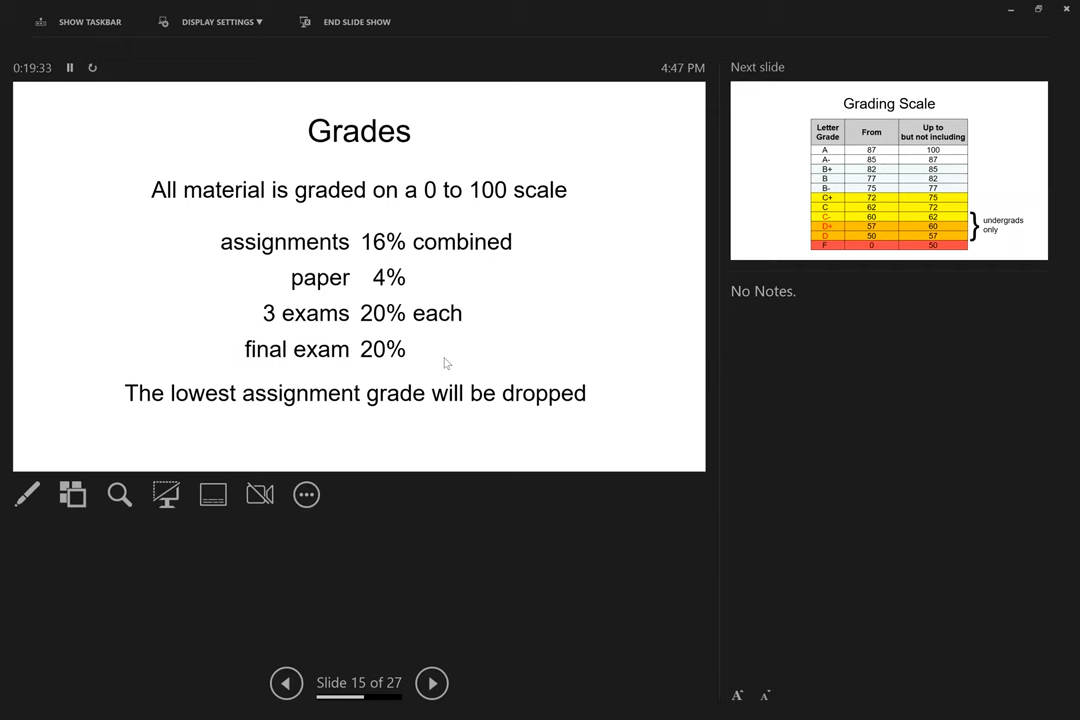 SHOW TASKBAR DISPLAY SETTINGS ▼ END SLIDE SHOW
0:19:33 4:47 PM
Grades
All material is graded on a 0 to 100 scale
assignments 16% combined
paper 4%
3 exams 20% each
final exam 20%
The lowest assignment grade will be dropped
Slide 15 of 27
Next slide
Grading Scale
Letter Grade From Up to but not including
A 87 100
A- 85 87
B+ 82 85
B 77 82
B- 75 77
C+ 72 75
C 62 72
C- 60 62
D+ 57 60
D 50 57
F 0 50
undergrads
only
No Notes.
A A